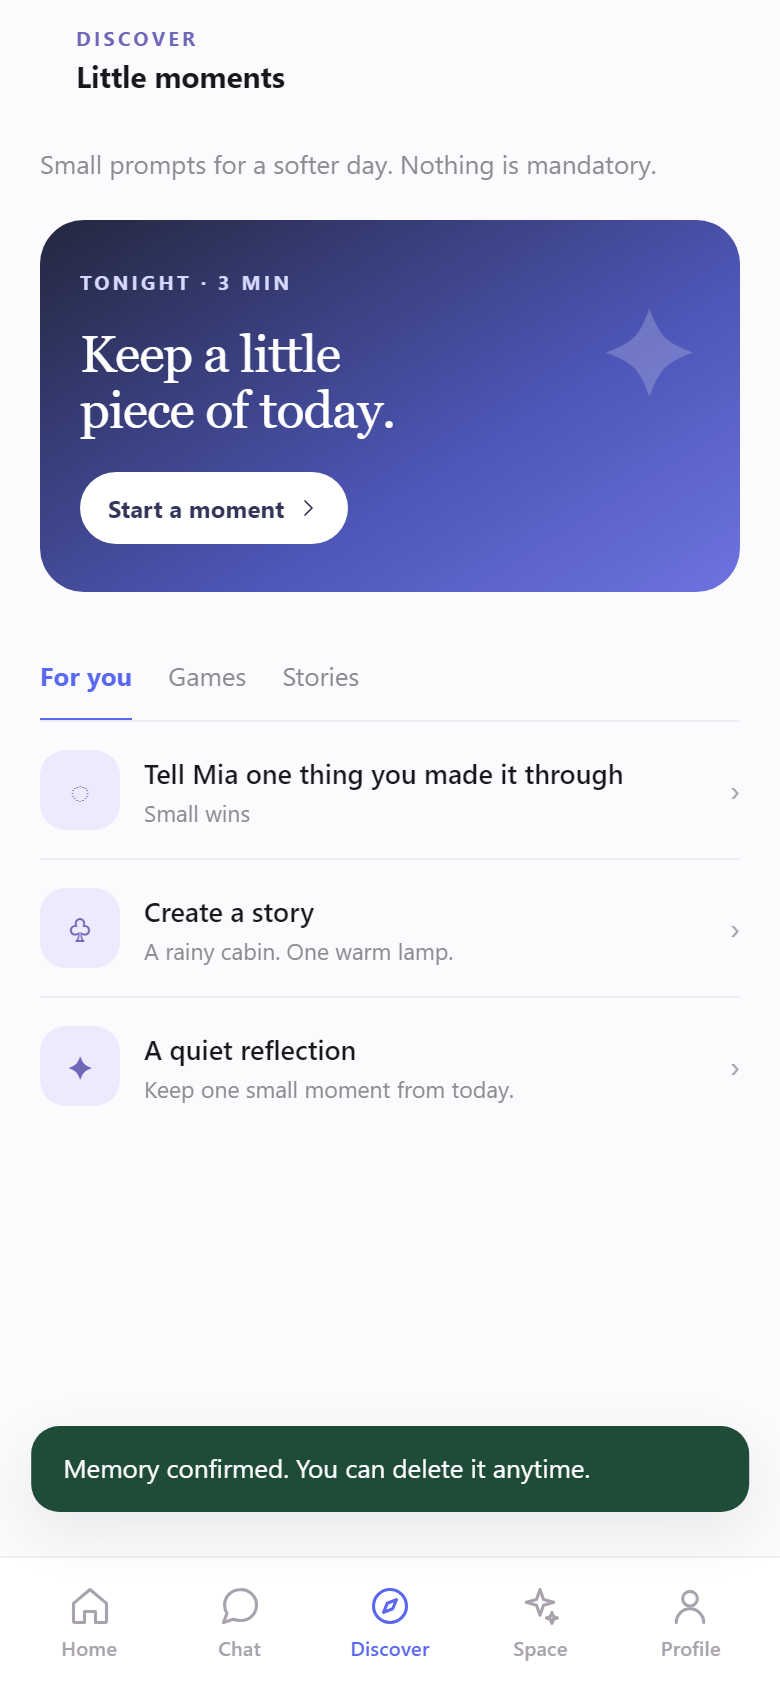 DISCOVER
Little moments
Small prompts for a softer day. Nothing is mandatory.
TONIGHT · 3 MIN
Keep a little
piece of today.
Start a moment
For you Games Stories
Tell Mia one thing you made it through
Small wins
Create a story
A rainy cabin. One warm lamp.
A quiet reflection
Keep one small moment from today.
Memory confirmed. You can delete it anytime.
Home Chat Discover Space Profile